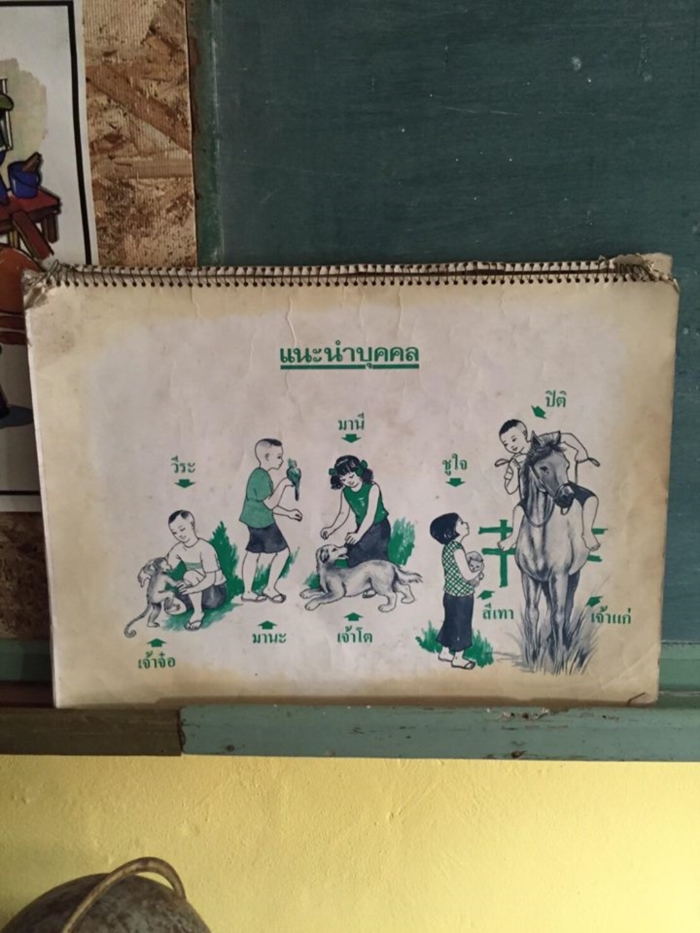 แนะนำบุคคล
ปิติ
มานี
วีระ
ชูใจ
สีเทา
เจ้าแก่
มานะ
เจ้าโต
เจ้าจ๋อ